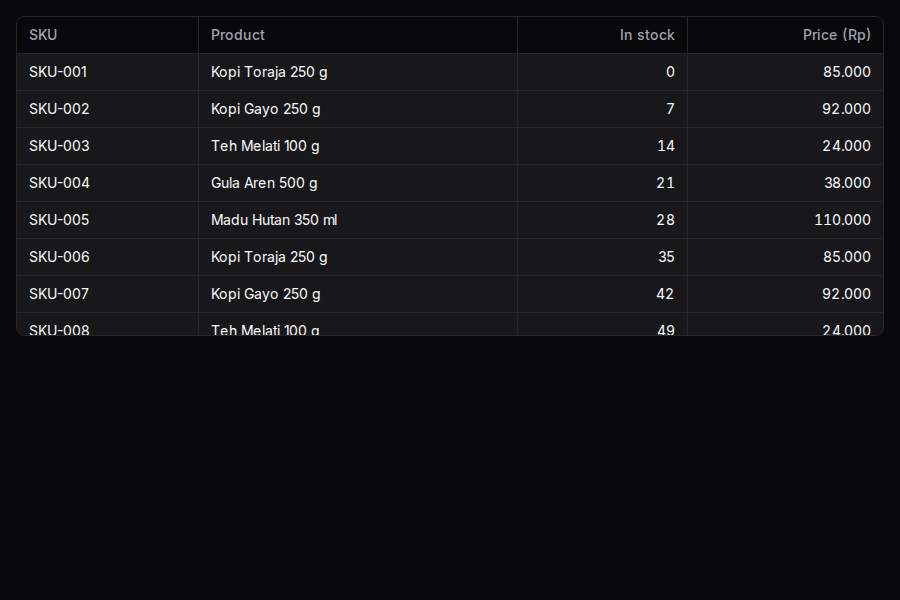 SKU Product In stock Price (Rp)
SKU-001 Kopi Toraja 250 g 0 85.000
SKU-002 Kopi Gayo 250 g 7 92.000
SKU-003 Teh Melati 100 g 14 24.000
SKU-004 Gula Aren 500 g 21 38.000
SKU-005 Madu Hutan 350 ml 28 110.000
SKU-006 Kopi Toraja 250 g 35 85.000
SKU-007 Kopi Gayo 250 g 42 92.000
SKU-008 Teh Melati 100 g 49 24.000